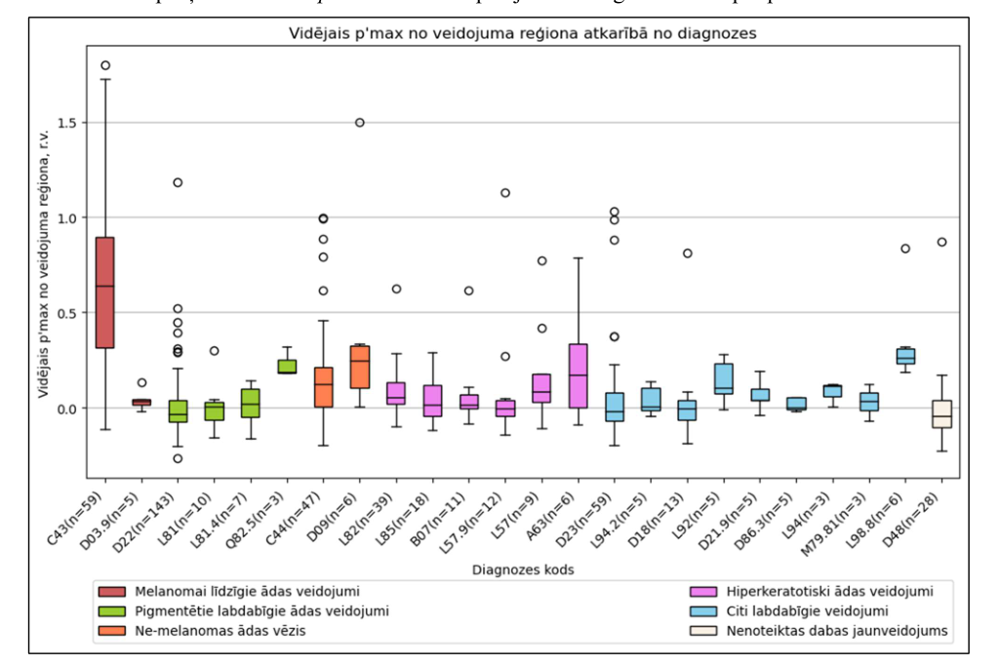 Vidējais p'max no veidojuma reģiona atkarībā no diagnozes
Vidējais p'max no veidojuma reģiona, r.v.
1.5
1.0
0.5
0.0
C43(n=59)
D03.9(n=5)
D22(n=143)
L81(n=10)
L81.4(n=7)
Q82.5(n=3)
C44(n=47)
D09(n=6)
L82(n=39)
L85(n=18)
B07(n=11)
L57.9(n=12)
L57(n=9)
A63(n=6)
D23(n=59)
L94.2(n=5)
D18(n=13)
L92(n=5)
D21.9(n=5)
D86.3(n=5)
L94(n=3)
M79.81(n=3)
L98.8(n=6)
D48(n=28)
Diagnozes kods
Melanomai līdzīgie ādas veidojumi
Pigmentētie labdabīgie ādas veidojumi
Ne-melanomas ādas vēzis
Hiperkeratotiski ādas veidojumi
Citi labdabīgie veidojumi
Nenoteiktas dabas jaunveidojums